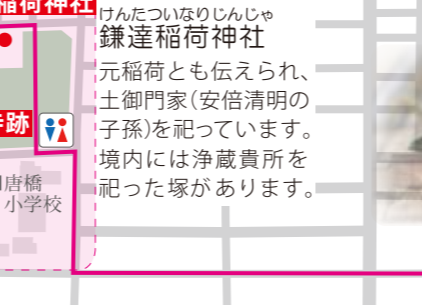 稲荷神社
けんたついなりじんじゃ
鎌達稲荷神社
元稲荷とも伝えられ、
土御門家(安倍清明の
子孫)を祀っています。
境内には浄蔵貴所を
祀った塚があります。
跡
唐橋
小学校